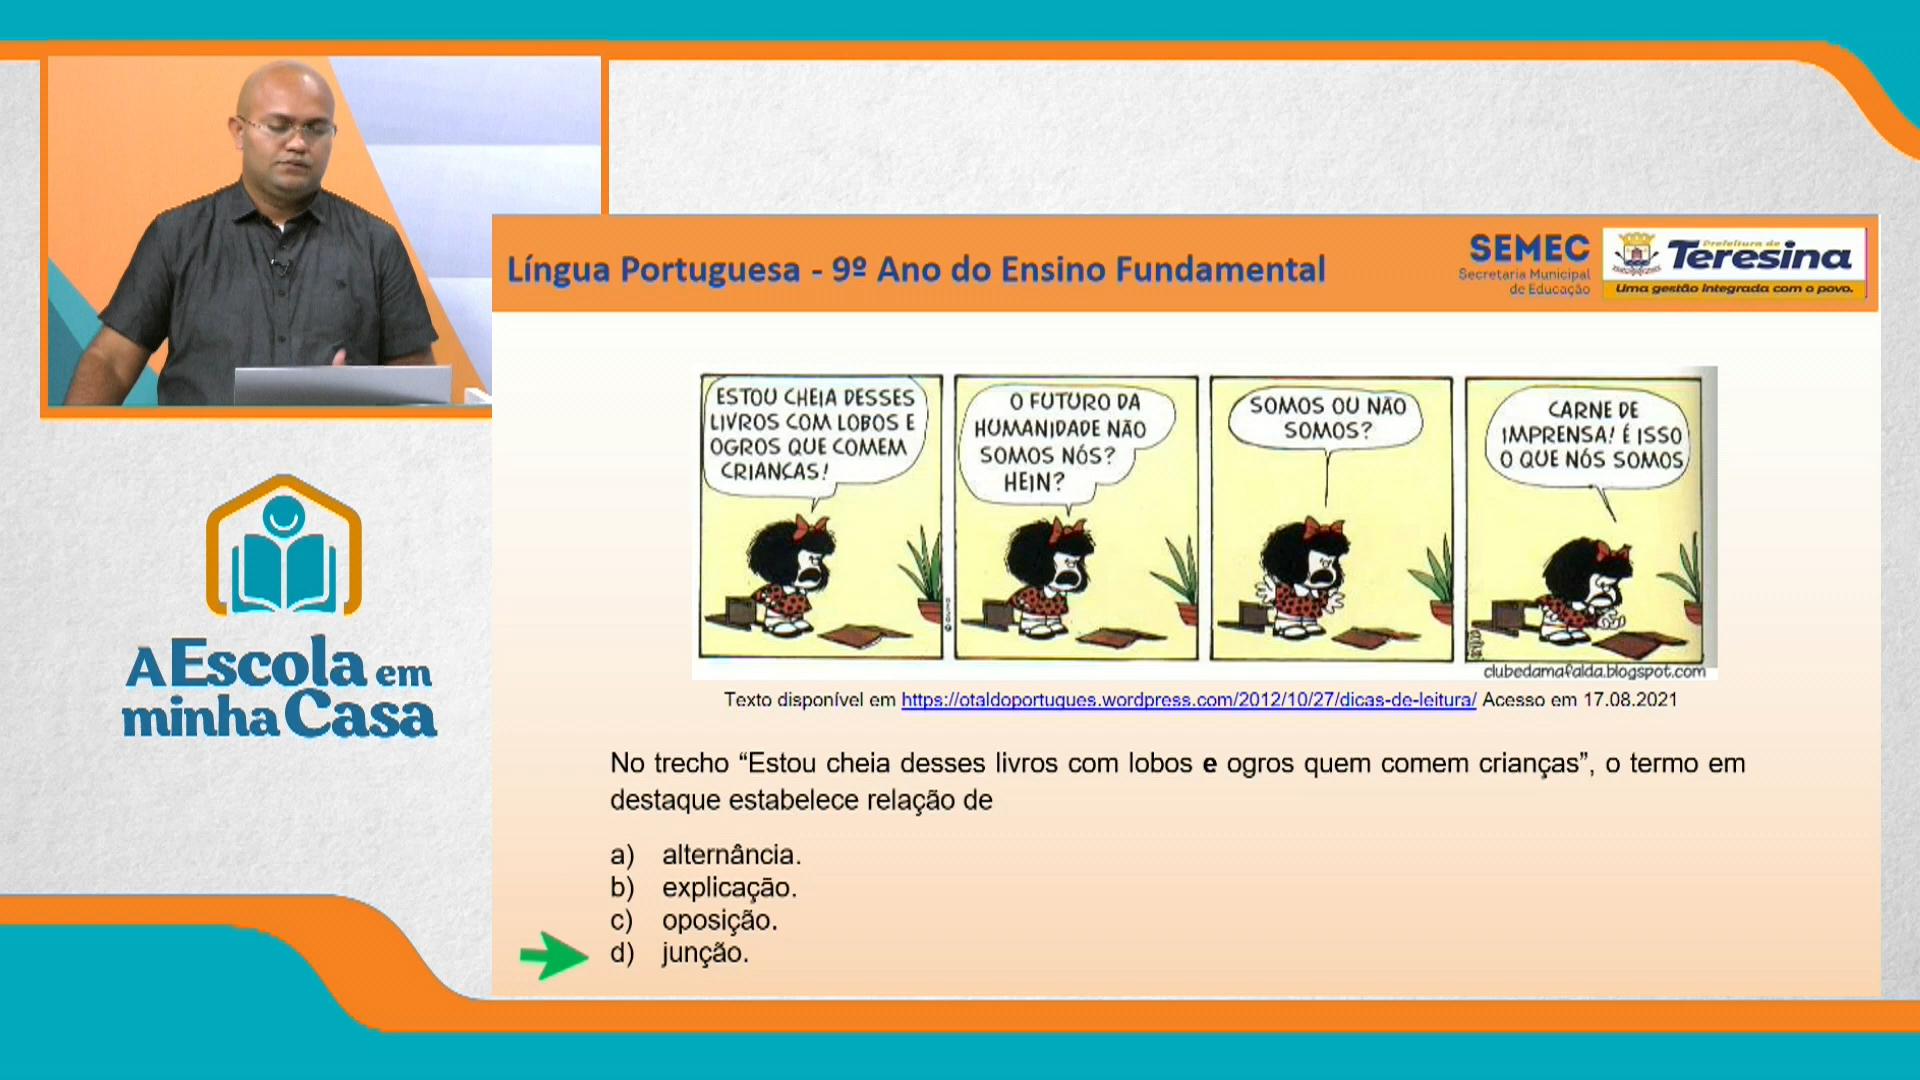 Língua Portuguesa - 9º Ano do Ensino Fundamental
SEMEC
Secretaria Municipal
de Educação
Prefeitura de
Teresina
Uma gestão integrada com o povo.
ESTOU CHEIA DESSES
LIVROS COM LOBOS E
OGROS QUE COMEM
CRIANÇAS!
O FUTURO DA
HUMANIDADE NÃO
SOMOS NÓS?
HEIN?
SOMOS OU NÃO
SOMOS?
CARNE DE
IMPRENSA! É ISSO
O QUE NÓS SOMOS
clubedamafalda.blogspot.com
Texto disponível em https://otaldoportugues.wordpress.com/2012/10/27/dicas-de-leitura/ Acesso em 17.08.2021
No trecho “Estou cheia desses livros com lobos e ogros quem comem crianças”, o termo em
destaque estabelece relação de
a) alternância.
b) explicação.
c) oposição.
d) junção.
A Escola em
minha Casa